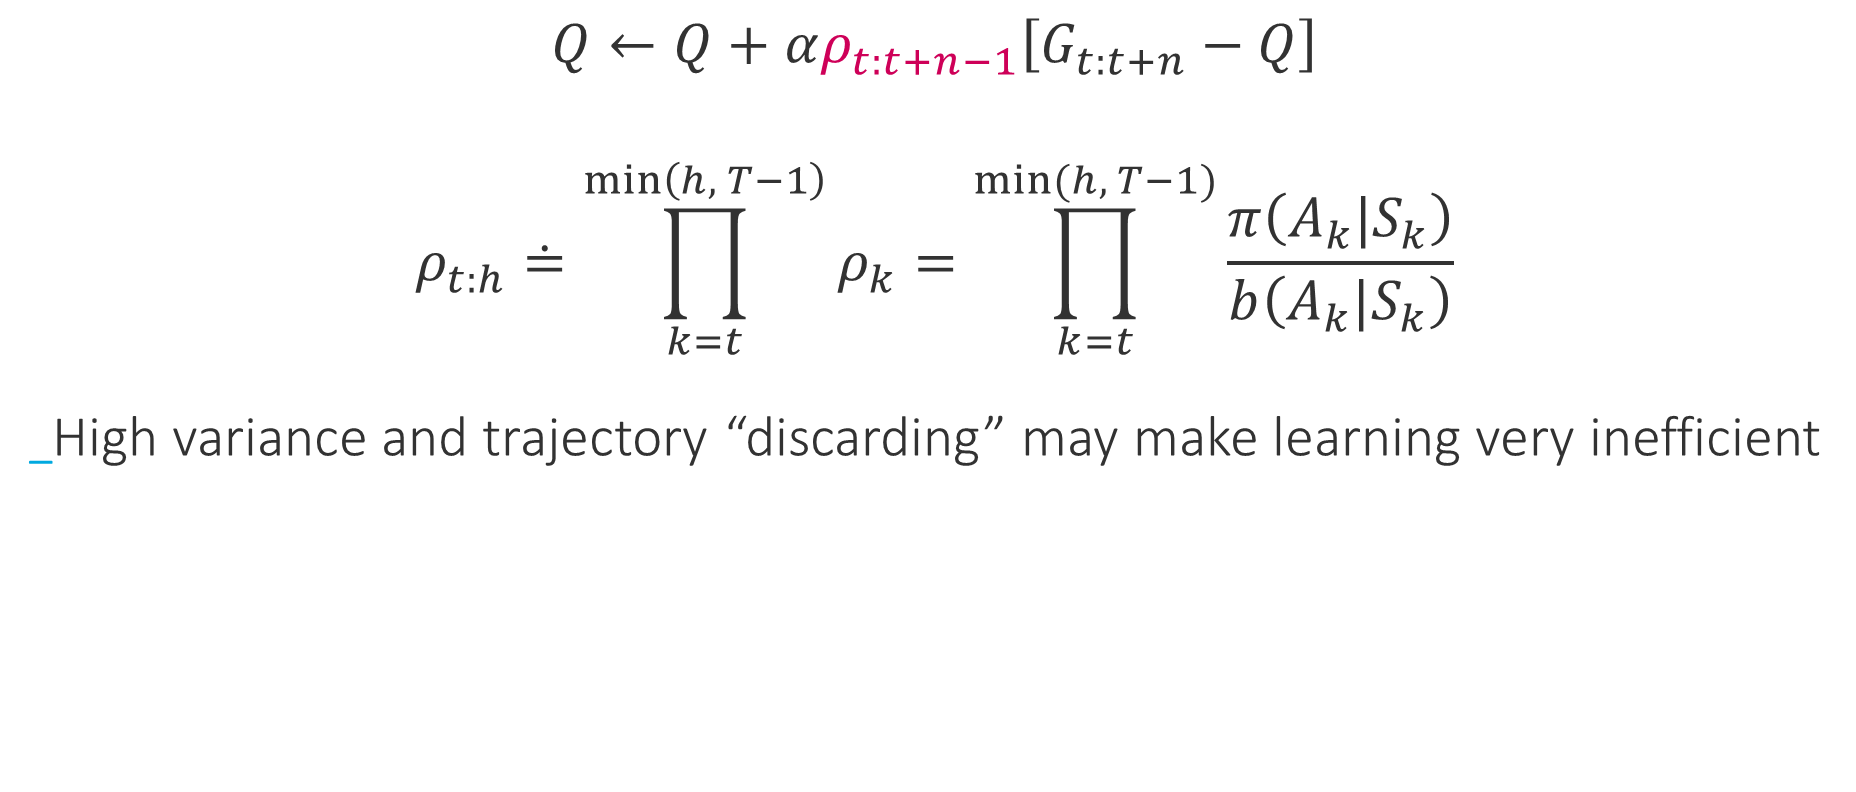 Q ← Q + αρ_{t:t+n−1}[G_{t:t+n} − Q]
ρ_{t:h} ≐ ∏_{k=t}^{min(h, T−1)} ρ_k = ∏_{k=t}^{min(h, T−1)} π(A_k|S_k) / b(A_k|S_k)
_High variance and trajectory “discarding” may make learning very inefficient